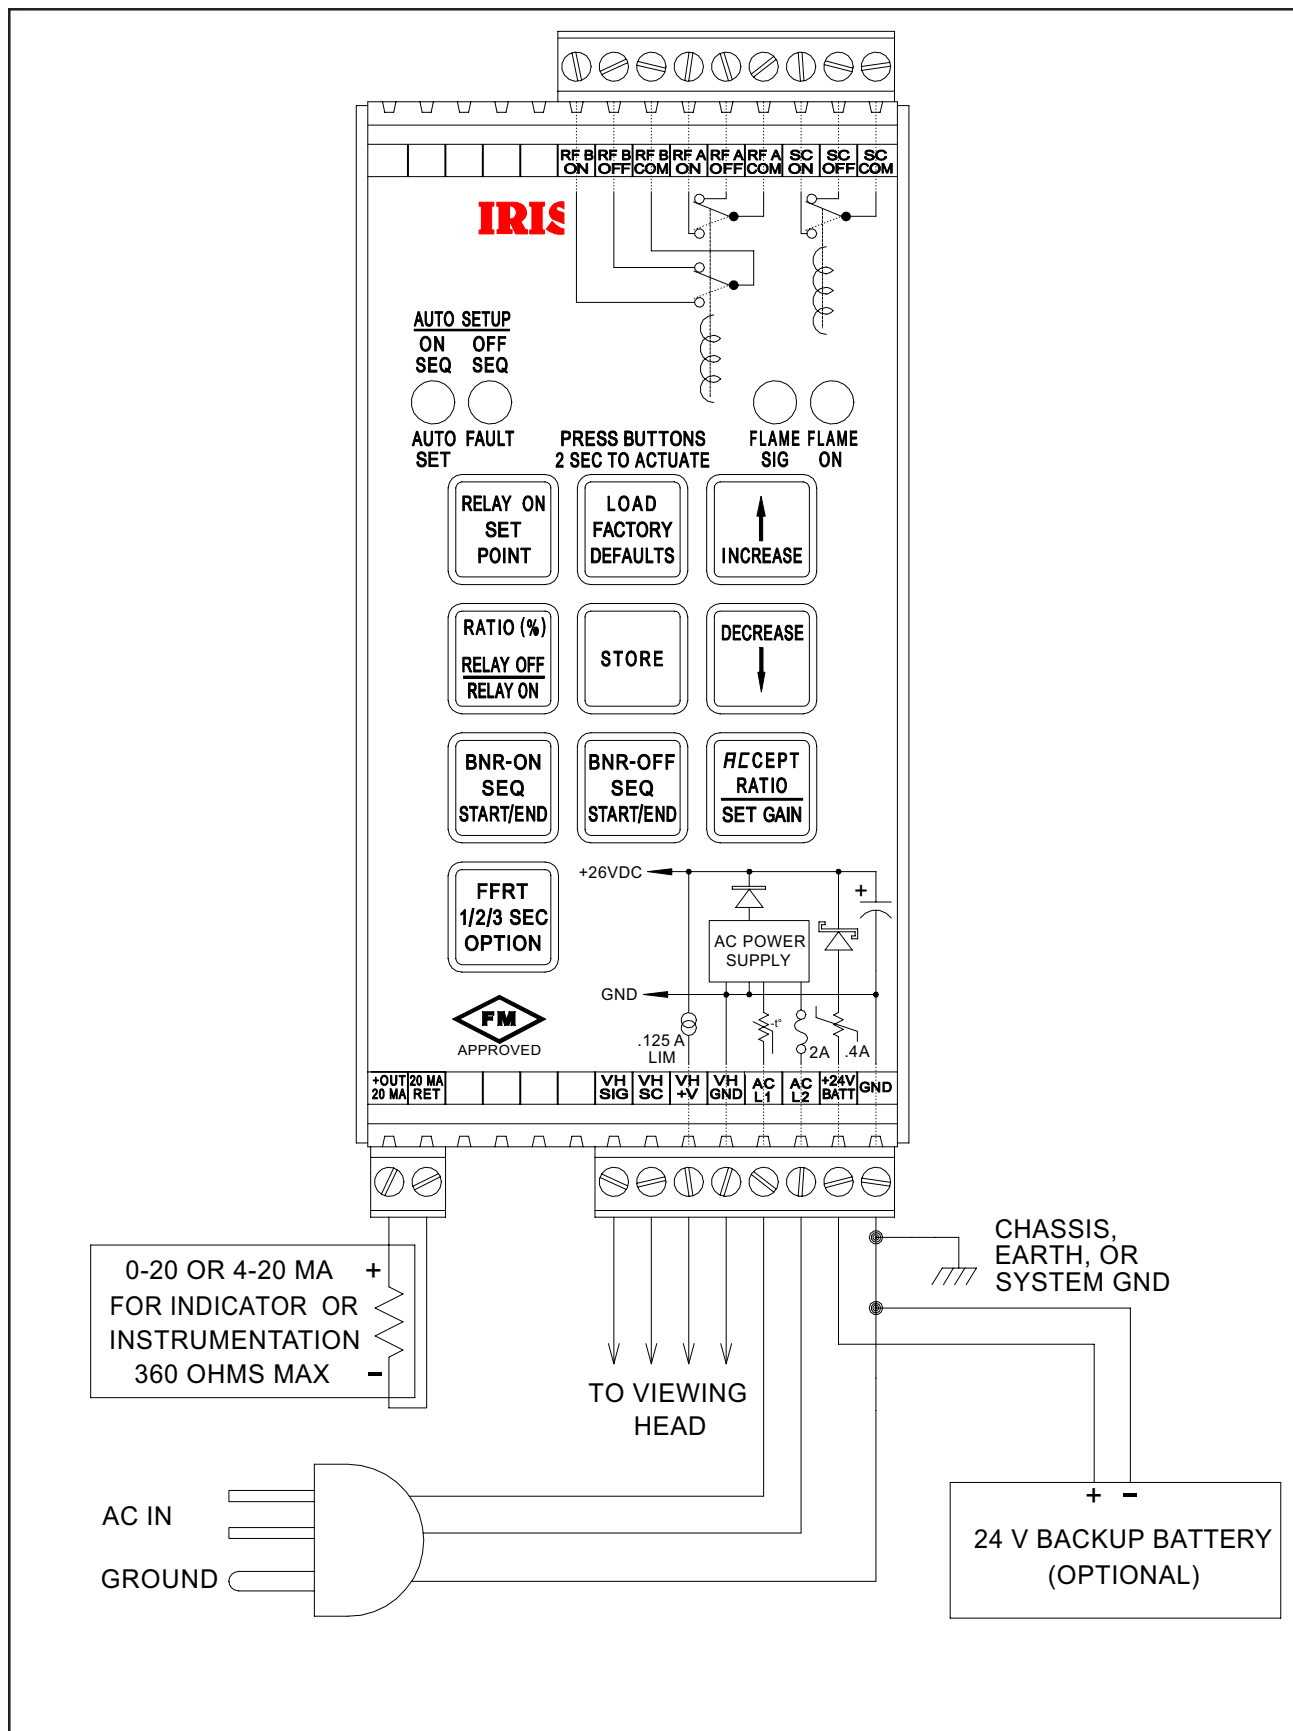 RF B ON
RF B OFF
RF B COM
RF A ON
RF A OFF
RF A COM
SC ON
SC OFF
SC COM
IRIS
AUTO SETUP
ON SEQ
OFF SEQ
AUTO SET
FAULT
PRESS BUTTONS
2 SEC TO ACTUATE
FLAME SIG
FLAME ON
RELAY ON
SET
POINT
LOAD
FACTORY
DEFAULTS
INCREASE
RATIO (%)
RELAY OFF
RELAY ON
STORE
DECREASE
BNR-ON
SEQ
START/END
BNR-OFF
SEQ
START/END
ACCEPT
RATIO
SET GAIN
FFRT
1/2/3 SEC
OPTION
+26VDC
+
AC POWER
SUPPLY
GND
.125 A
LIM
-t°
2A
.4A
FM
APPROVED
+OUT 20 MA
20 MA RET
VH SIG
VH SC
VH +V
VH GND
AC L1
AC L2
+24V BATT
GND
0-20 OR 4-20 MA +
FOR INDICATOR OR
INSTRUMENTATION
360 OHMS MAX -
TO VIEWING
HEAD
CHASSIS,
EARTH, OR
SYSTEM GND
AC IN
GROUND
+ -
24 V BACKUP BATTERY
(OPTIONAL)